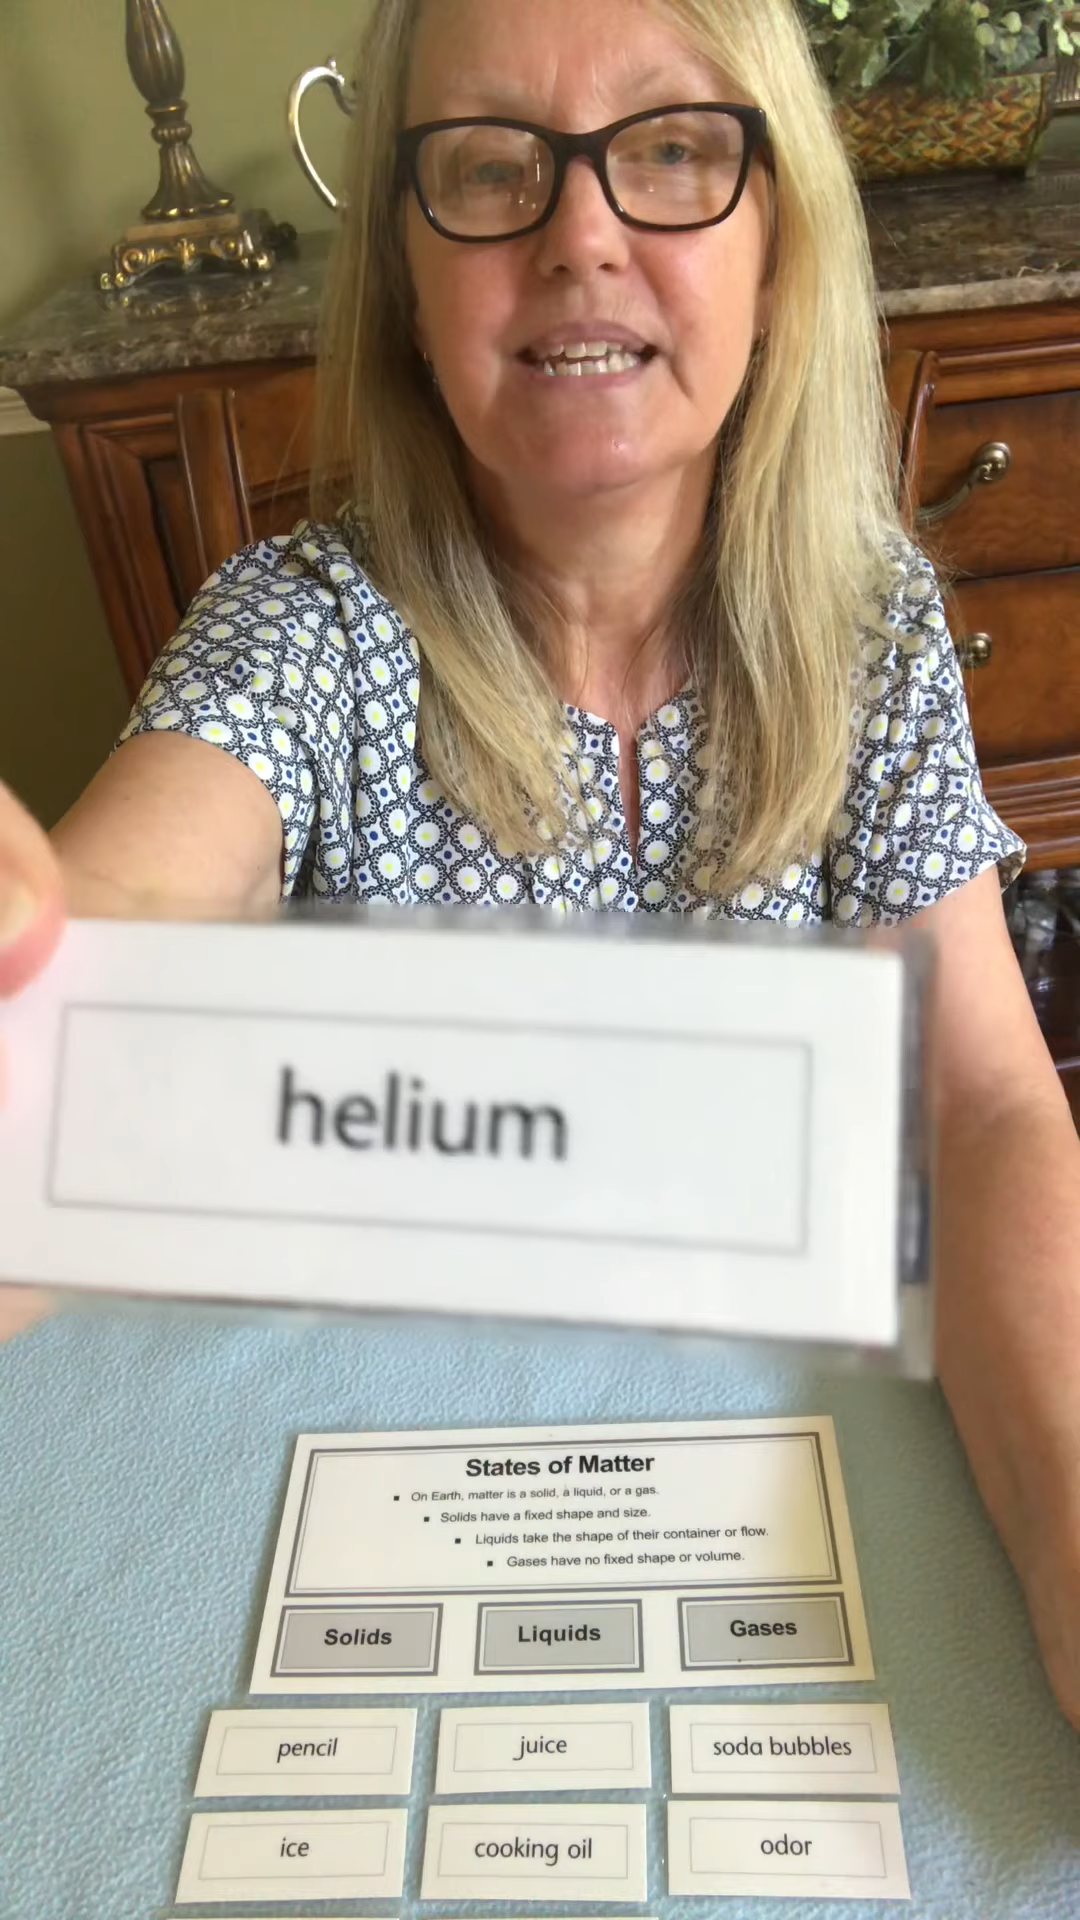 helium
States of Matter
▪ On Earth, matter is a solid, a liquid, or a gas.
▪ Solids have a fixed shape and size.
▪ Liquids take the shape of their container or flow.
▪ Gases have no fixed shape or volume.
Solids Liquids Gases
pencil juice soda bubbles
ice cooking oil odor